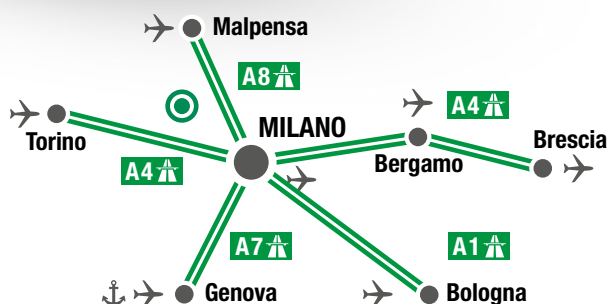 Malpensa
A8
MILANO
A4
Torino
Brescia
Bergamo
A4
A7
A1
Genova
Bologna